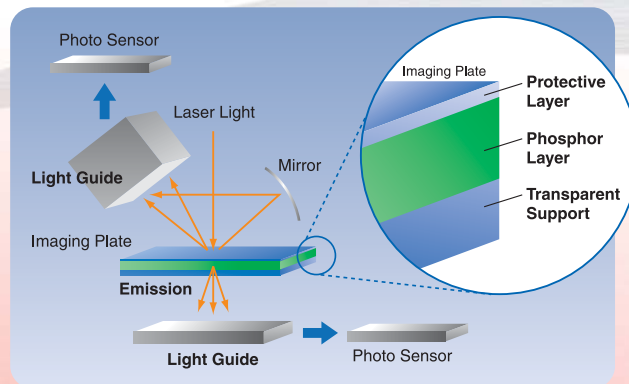 Photo Sensor
Laser Light
Mirror
Light Guide
Imaging Plate
Emission
Light Guide
Photo Sensor
Imaging Plate
Protective
Layer
Phosphor
Layer
Transparent
Support